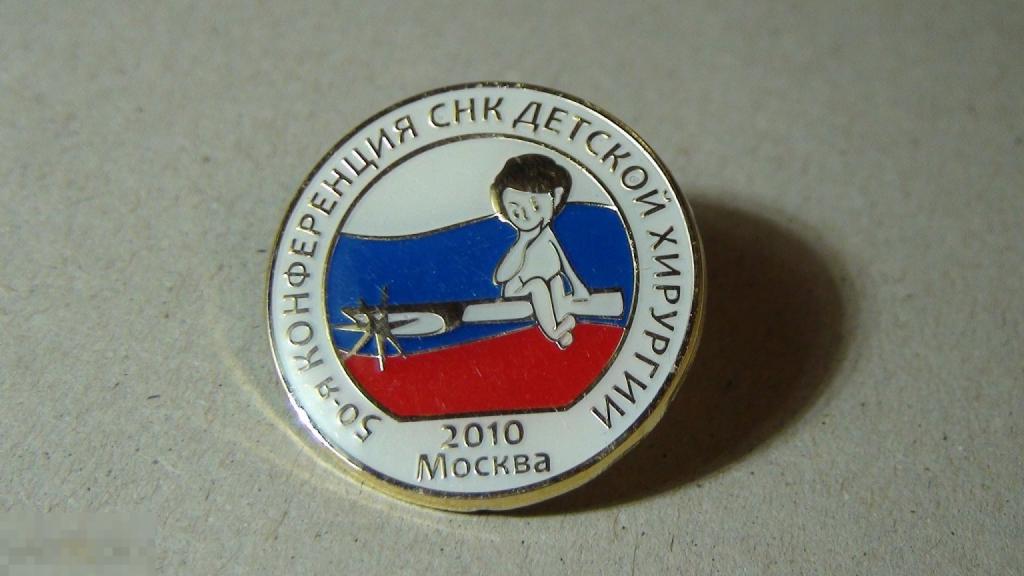 50-я КОНФЕРЕНЦИЯ СНК ДЕТСКОЙ ХИРУРГИИ
2010
Москва